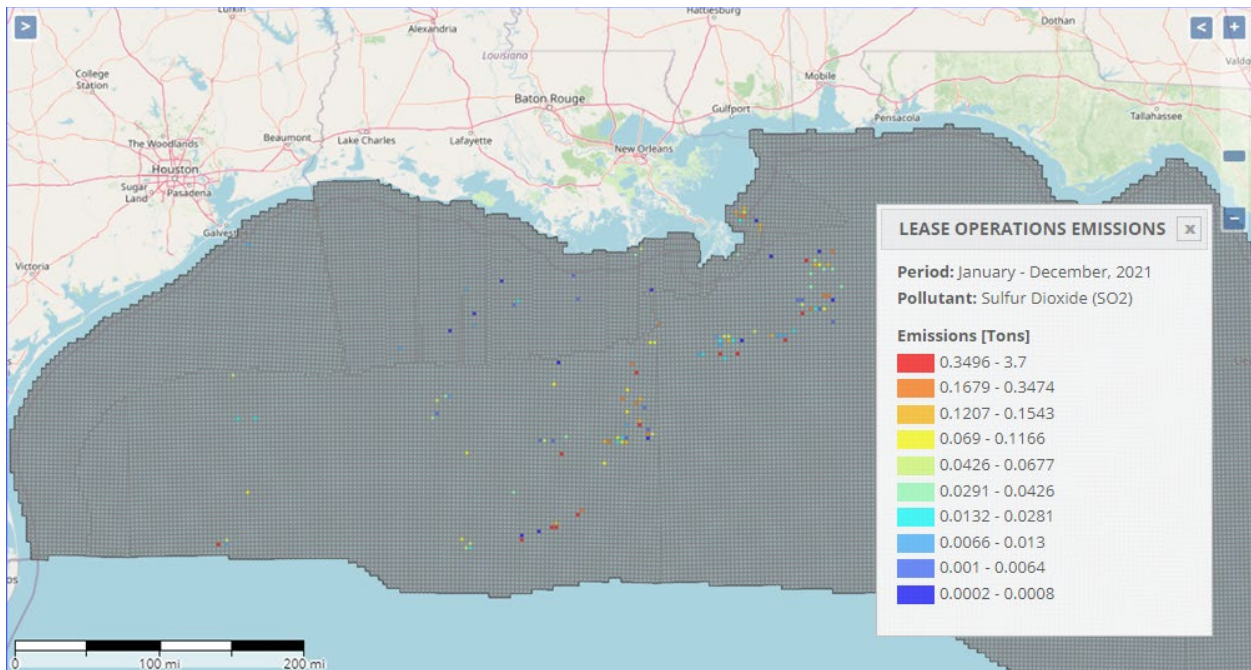 Lufkin
Hattiesburg
Alexandria
Dothan
>
<
+
Louisiana
College
Station
Valdo
Mobile
Baton Rouge
Gulfport
Pensacola
Tallahassee
The Woodlands
Beaumont
Lake Charles
Lafayette
New Orleans
Houston
Sugar
Land
Pasadena
Galvest
Victoria
−
LEASE OPERATIONS EMISSIONS
x
Period: January - December, 2021
Pollutant: Sulfur Dioxide (SO2)
Emissions [Tons]
0.3496 - 3.7
0.1679 - 0.3474
0.1207 - 0.1543
0.069 - 0.1166
0.0426 - 0.0677
0.0291 - 0.0426
0.0132 - 0.0281
0.0066 - 0.013
0.001 - 0.0064
0.0002 - 0.0008
os
0 100 mi 200 mi